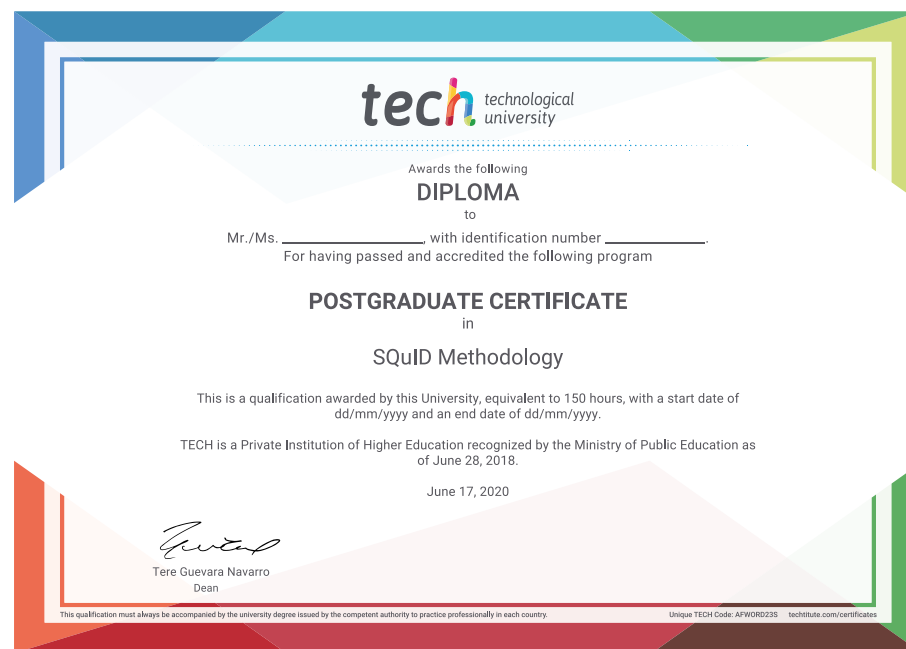 tech technological
university
Awards the following
DIPLOMA
to
Mr./Ms. ____________________, with identification number ______________.
For having passed and accredited the following program
POSTGRADUATE CERTIFICATE
in
SQuID Methodology
This is a qualification awarded by this University, equivalent to 150 hours, with a start date of
dd/mm/yyyy and an end date of dd/mm/yyyy.
TECH is a Private Institution of Higher Education recognized by the Ministry of Public Education as
of June 28, 2018.
June 17, 2020
Tere Guevara Navarro
Dean
This qualification must always be accompanied by the university degree issued by the competent authority to practice professionally in each country. Unique TECH Code: AFWORD23S techtitute.com/certificates